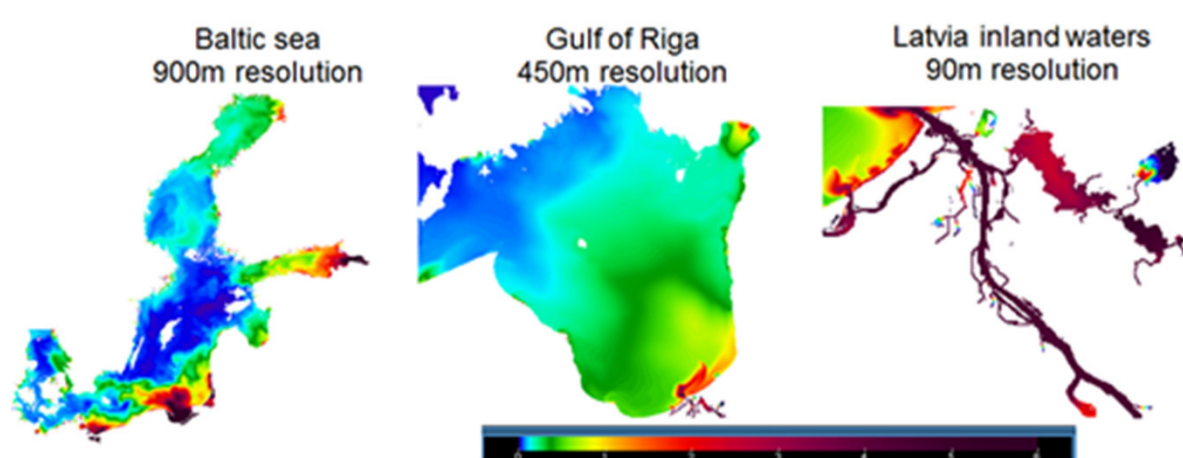 Baltic sea
900m resolution
Gulf of Riga
450m resolution
Latvia inland waters
90m resolution